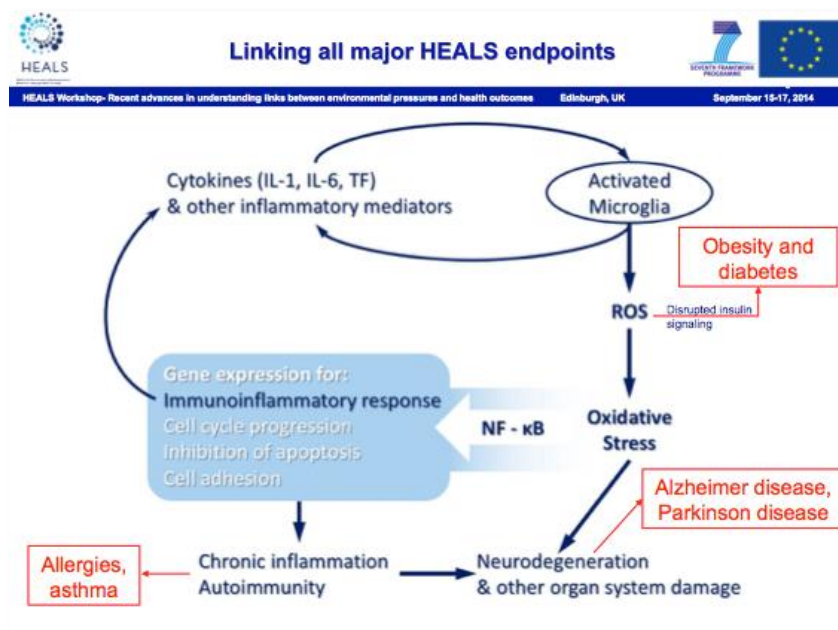 HEALS
Linking all major HEALS endpoints
SEVENTH FRAMEWORK
PROGRAMME
HEALS Workshop- Recent advances in understanding links between environmental pressures and health outcomes Edinburgh, UK September 15-17, 2014
Cytokines (IL-1, IL-6, TF)
& other inflammatory mediators
Activated
Microglia
Obesity and
diabetes
ROS
Disrupted insulin
signaling
Gene expression for:
Immunoinflammatory response
Cell cycle progression
Inhibition of apoptosis
Cell adhesion
NF - κB
Oxidative
Stress
Alzheimer disease,
Parkinson disease
Allergies,
asthma
Chronic inflammation
Autoimmunity
Neurodegeneration
& other organ system damage